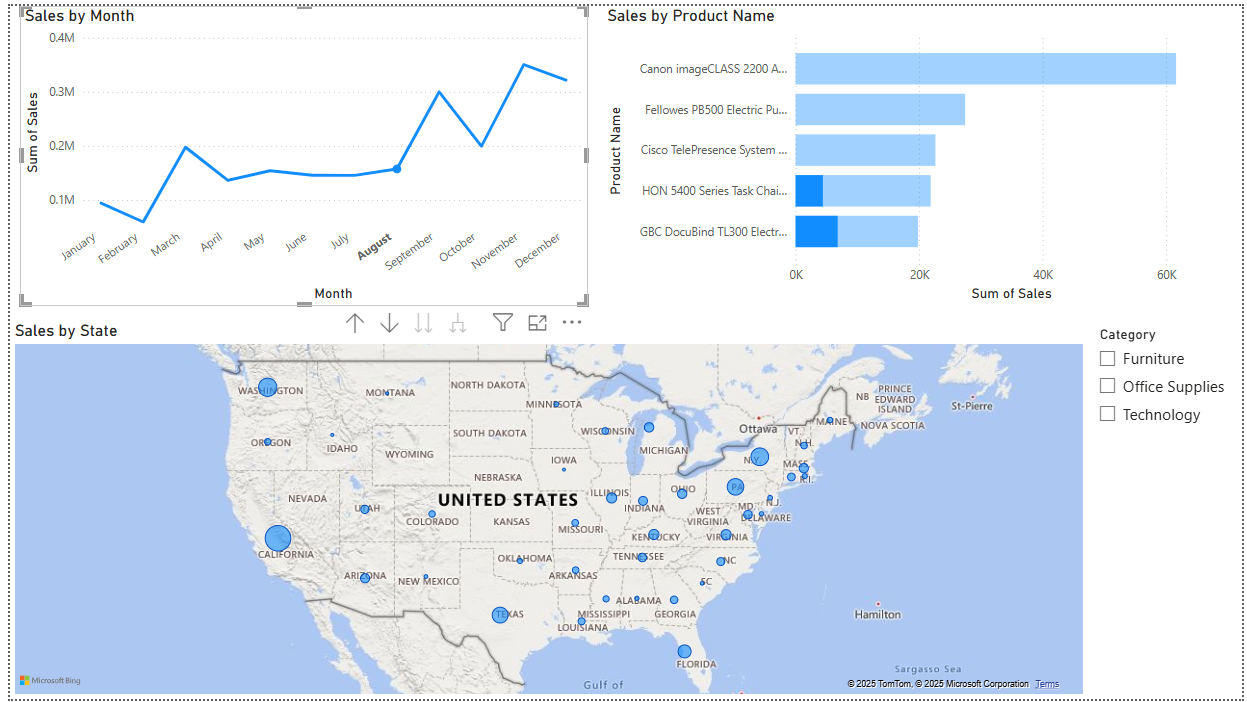 Sales by Month
Sum of Sales
0.4M
0.3M
0.2M
0.1M
January
February
March
April
May
June
July
August
September
October
November
December
Month
Sales by Product Name
Product Name
Canon imageCLASS 2200 A...
Fellowes PB500 Electric Pu...
Cisco TelePresence System ...
HON 5400 Series Task Chai...
GBC DocuBind TL300 Electr...
0K 20K 40K 60K
Sum of Sales
Sales by State
WASHINGTON
MONTANA
NORTH DAKOTA
MINNESOTA
OREGON
IDAHO
SOUTH DAKOTA
WISCONSIN
MICHIGAN
Ottawa
VT.
N.H.
MAINE
NB
PRINCE
EDWARD
ISLAND
NOVA SCOTIA
St-Pierre
WYOMING
IOWA
N.Y.
MASS.
R.I.
NEBRASKA
NEVADA
UTAH
COLORADO
UNITED STATES
KANSAS
ILLINOIS
INDIANA
OHIO
PA
N.J.
MD.
DELAWARE
WEST
VIRGINIA
VIRGINIA
MISSOURI
KENTUCKY
CALIFORNIA
ARIZONA
NEW MEXICO
OKLAHOMA
ARKANSAS
TENNESSEE
NC
SC
TEXAS
LOUISIANA
MISSISSIPPI
ALABAMA
GEORGIA
FLORIDA
Hamilton
Sargasso Sea
Gulf of
Microsoft Bing
© 2025 TomTom, © 2025 Microsoft Corporation Terms
Category
Furniture
Office Supplies
Technology